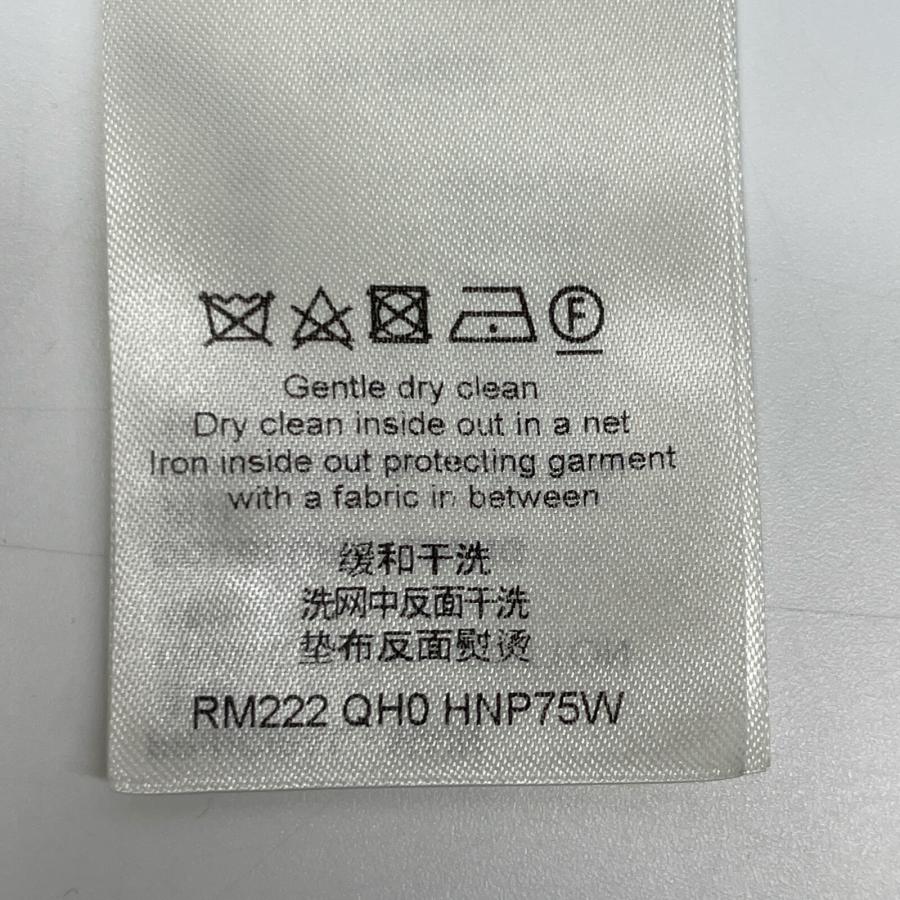 F
Gentle dry clean
Dry clean inside out in a net
Iron inside out protecting garment
with a fabric in between
缓和干洗
洗网中反面干洗
垫布反面熨烫
RM222 QH0 HNP75W